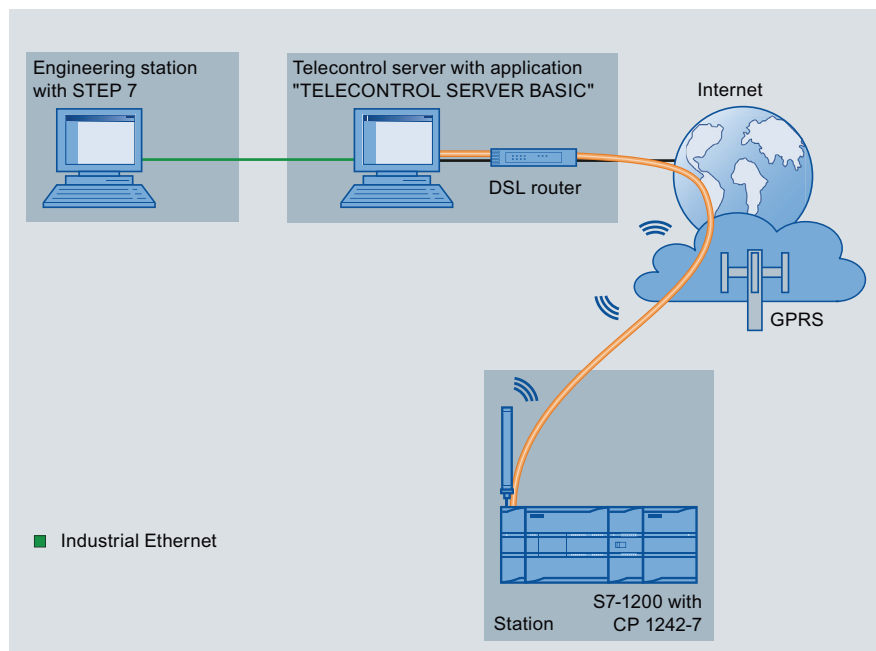 Engineering station
with STEP 7
Telecontrol server with application
"TELECONTROL SERVER BASIC"
Internet
DSL router
GPRS
Industrial Ethernet
S7-1200 with
CP 1242-7
Station